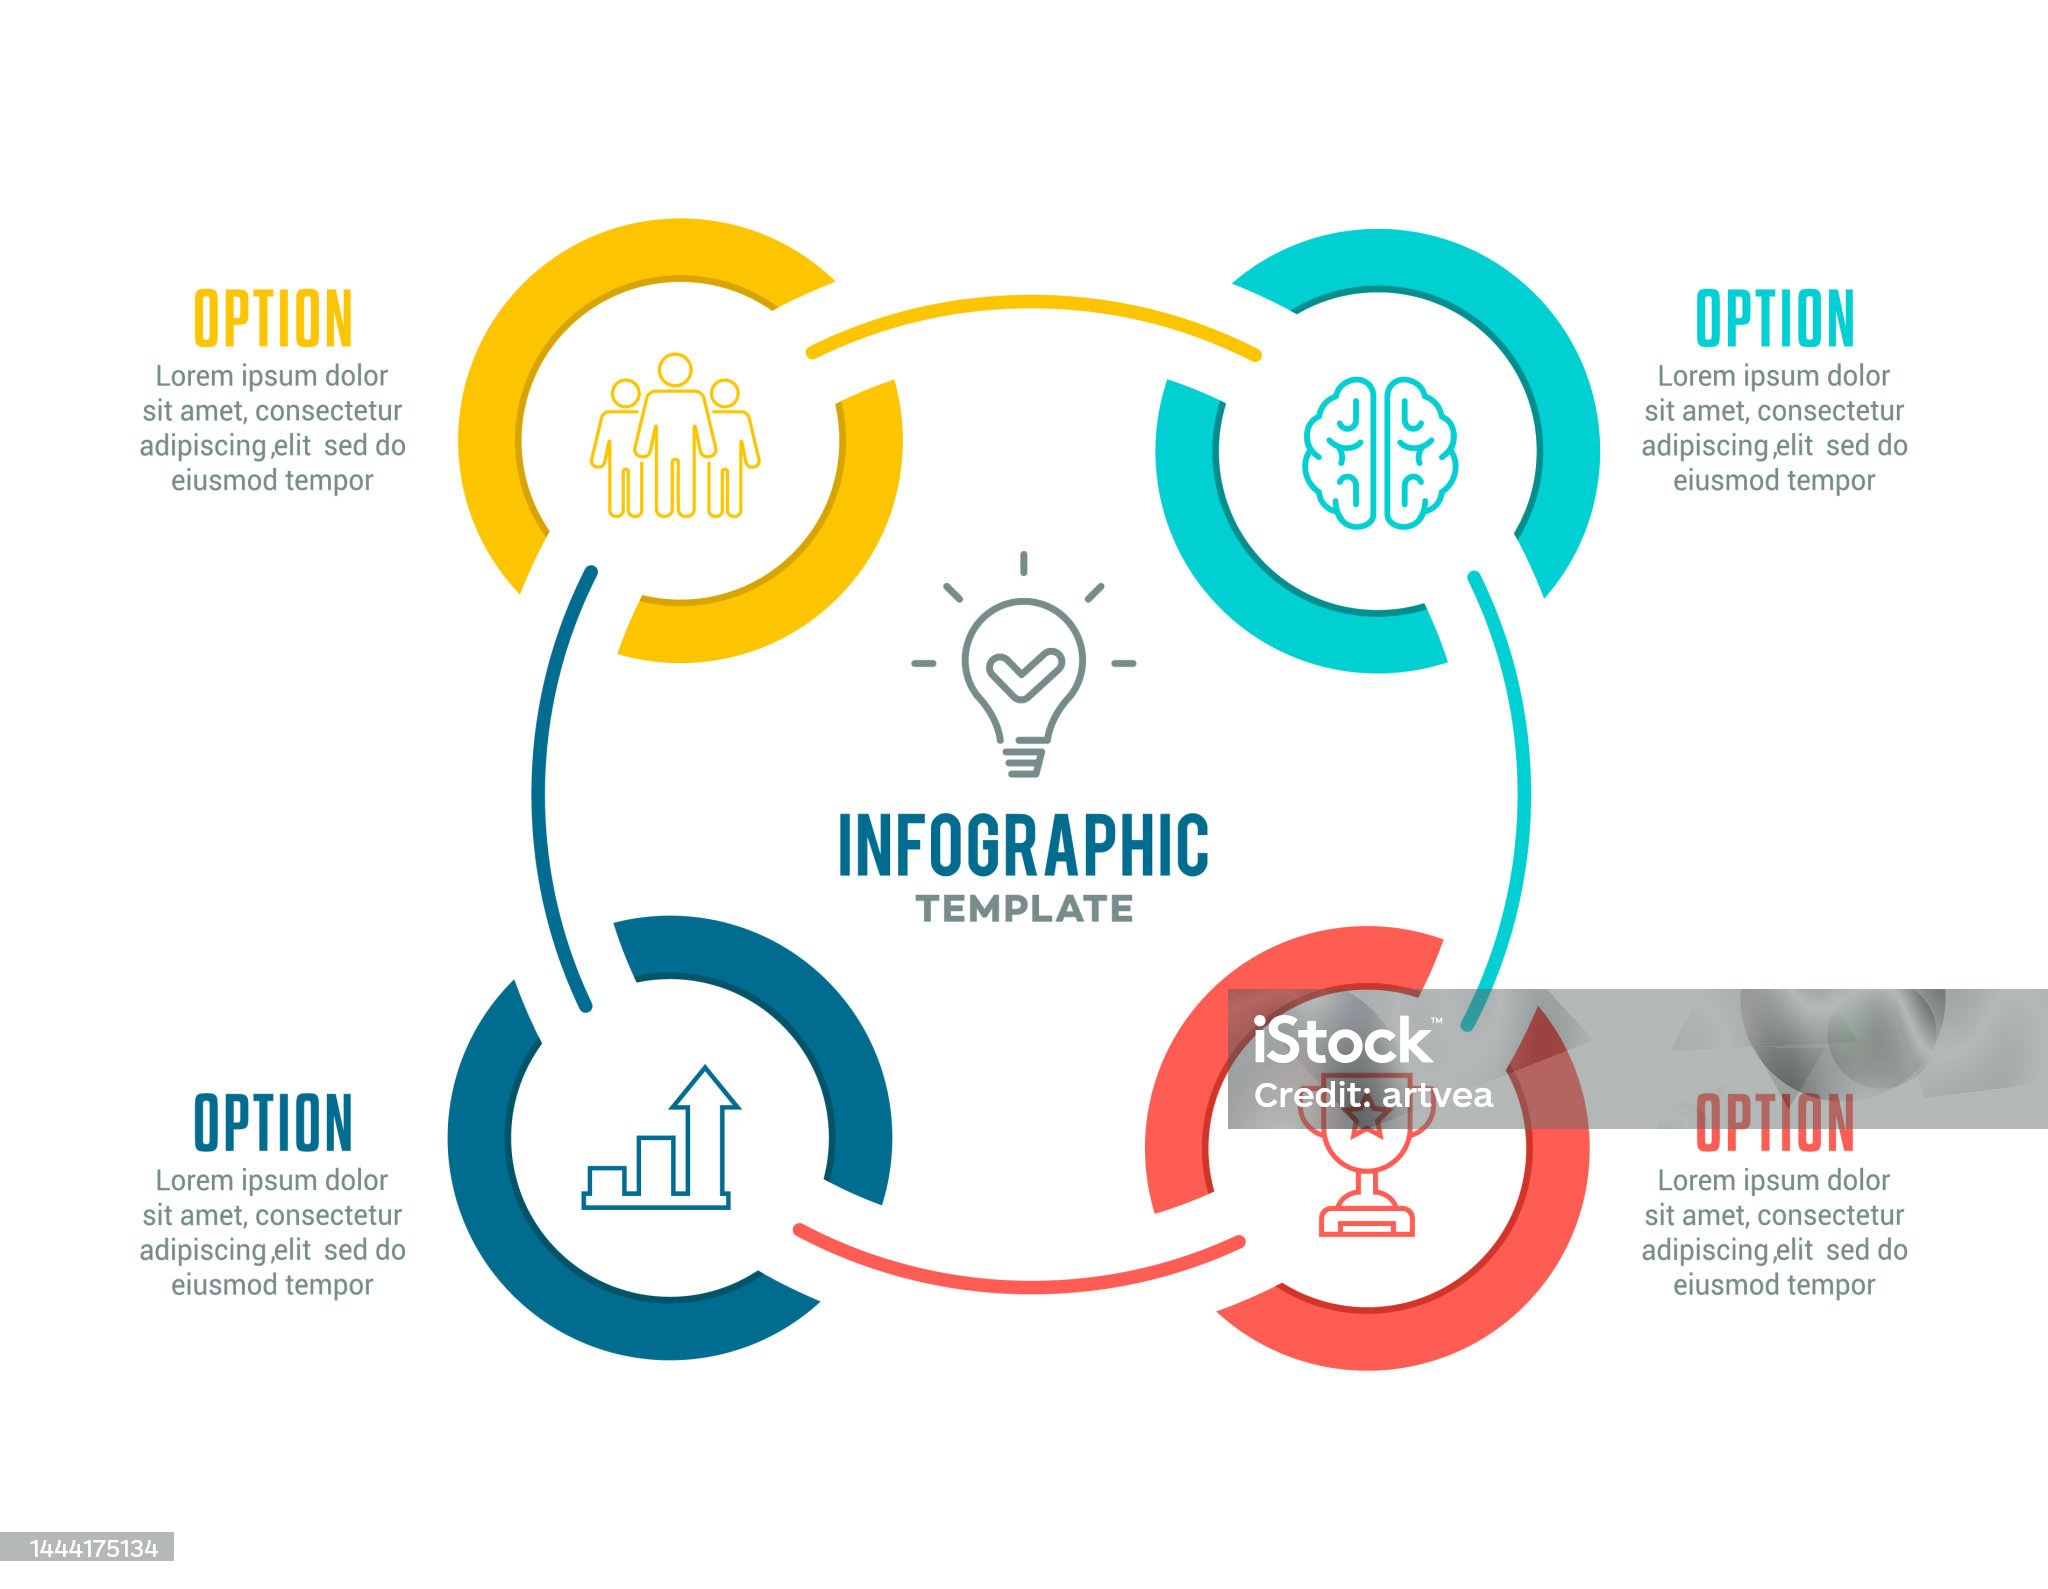 OPTION
Lorem ipsum dolor
sit amet, consectetur
adipiscing,elit sed do
eiusmod tempor
OPTION
Lorem ipsum dolor
sit amet, consectetur
adipiscing,elit sed do
eiusmod tempor
INFOGRAPHIC
TEMPLATE
OPTION
Lorem ipsum dolor
sit amet, consectetur
adipiscing,elit sed do
eiusmod tempor
iStock™
Credit: artvea
OPTION
Lorem ipsum dolor
sit amet, consectetur
adipiscing,elit sed do
eiusmod tempor
1444175134